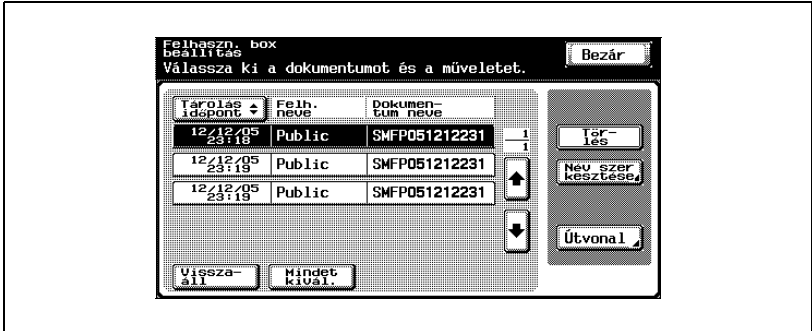 Felhaszn. box
beállítás
Válassza ki a dokumentumot és a műveletet.
Bezár
Tárolás
időpont
Felh.
neve
Dokumen-
tum neve
12/12/05
23:18
Public
SMFP051212231
12/12/05
23:19
Public
SMFP051212231
12/12/05
23:19
Public
SMFP051212231
1
1
Tör-
lés
Név szer
kesztése
Útvonal
Vissza-
áll
Mindet
kivál.